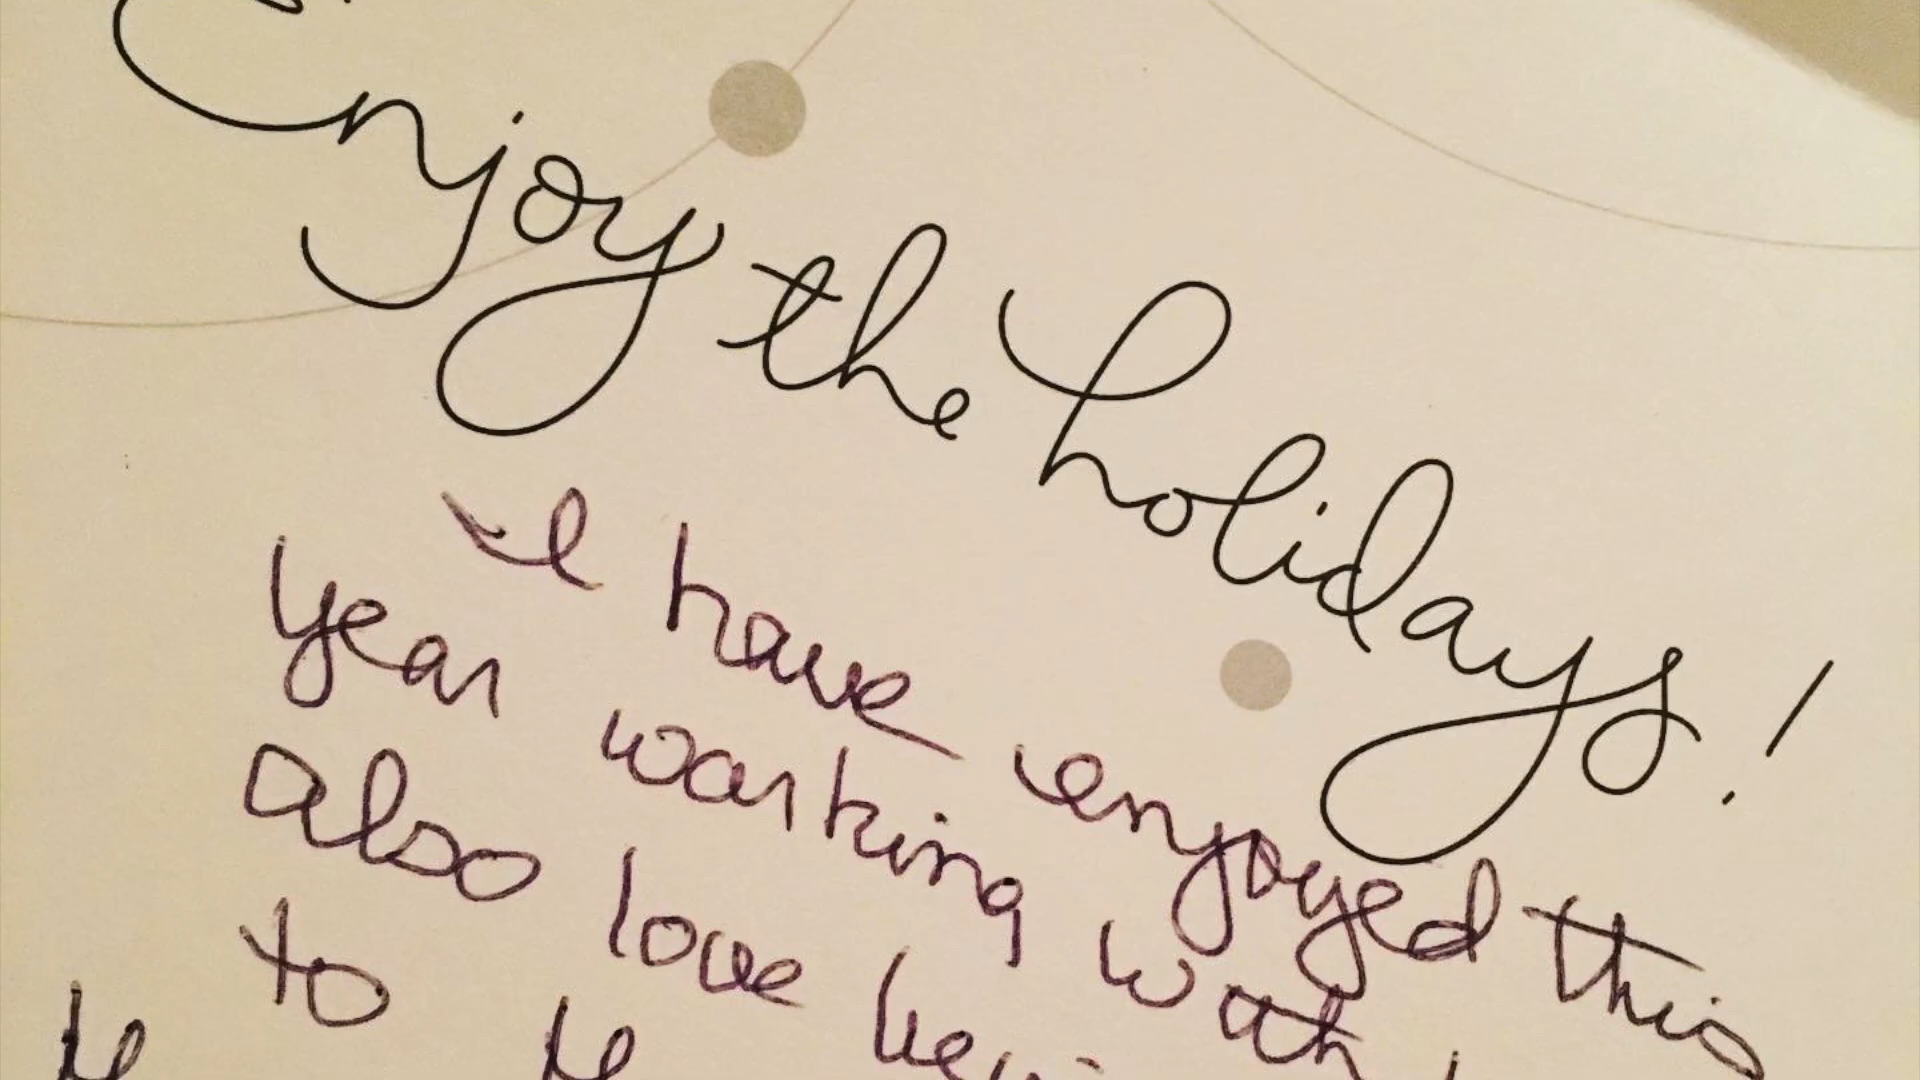 Enjoy the holidays!
I have enjoyed this
year working with
also love
to